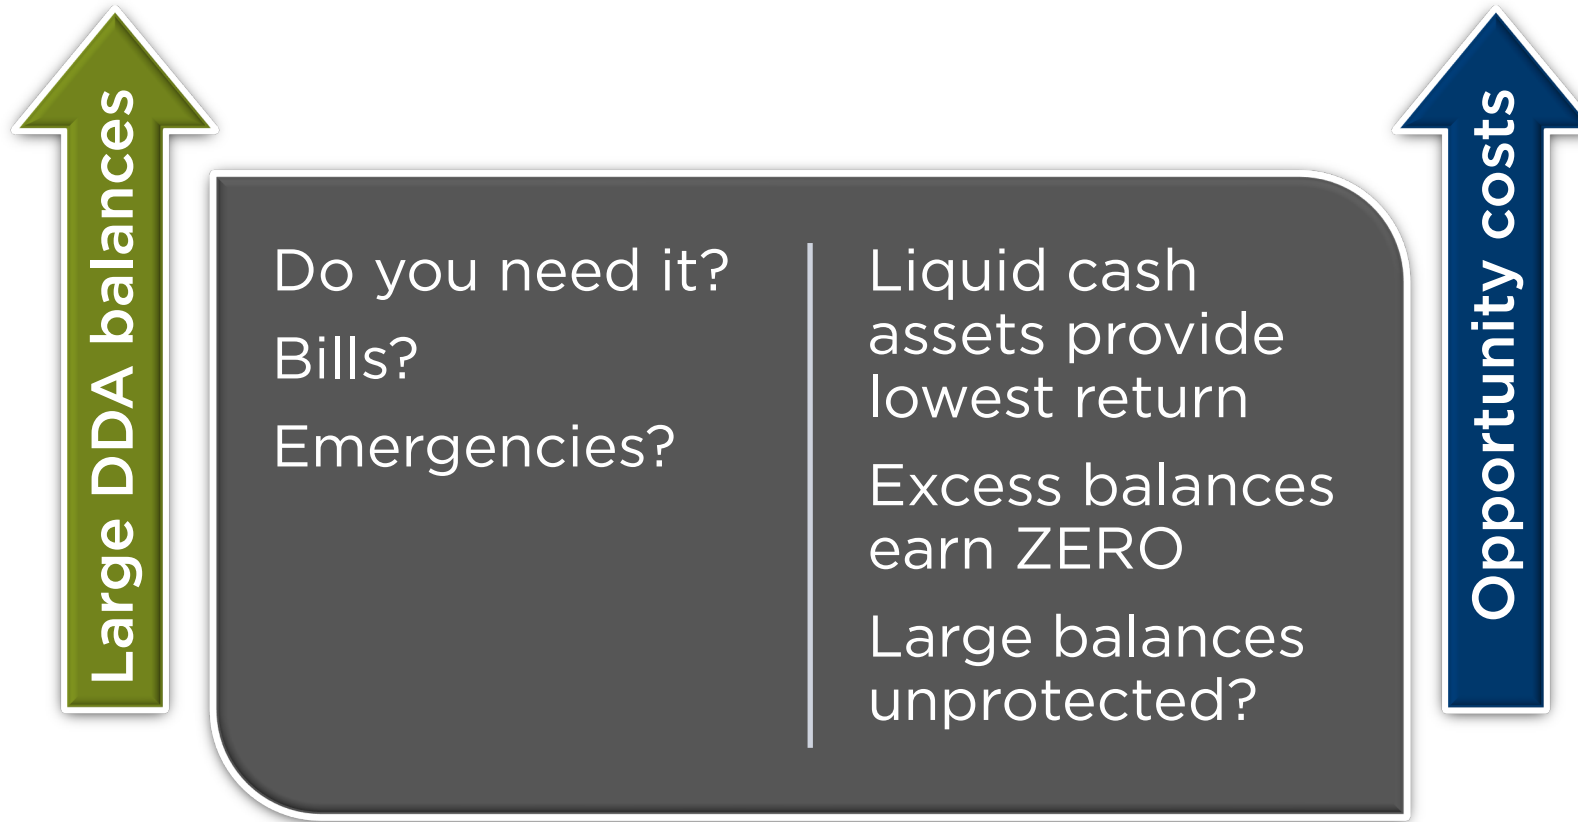 Large DDA balances
Do you need it?
Bills?
Emergencies?
Liquid cash
assets provide
lowest return
Excess balances
earn ZERO
Large balances
unprotected?
Opportunity costs